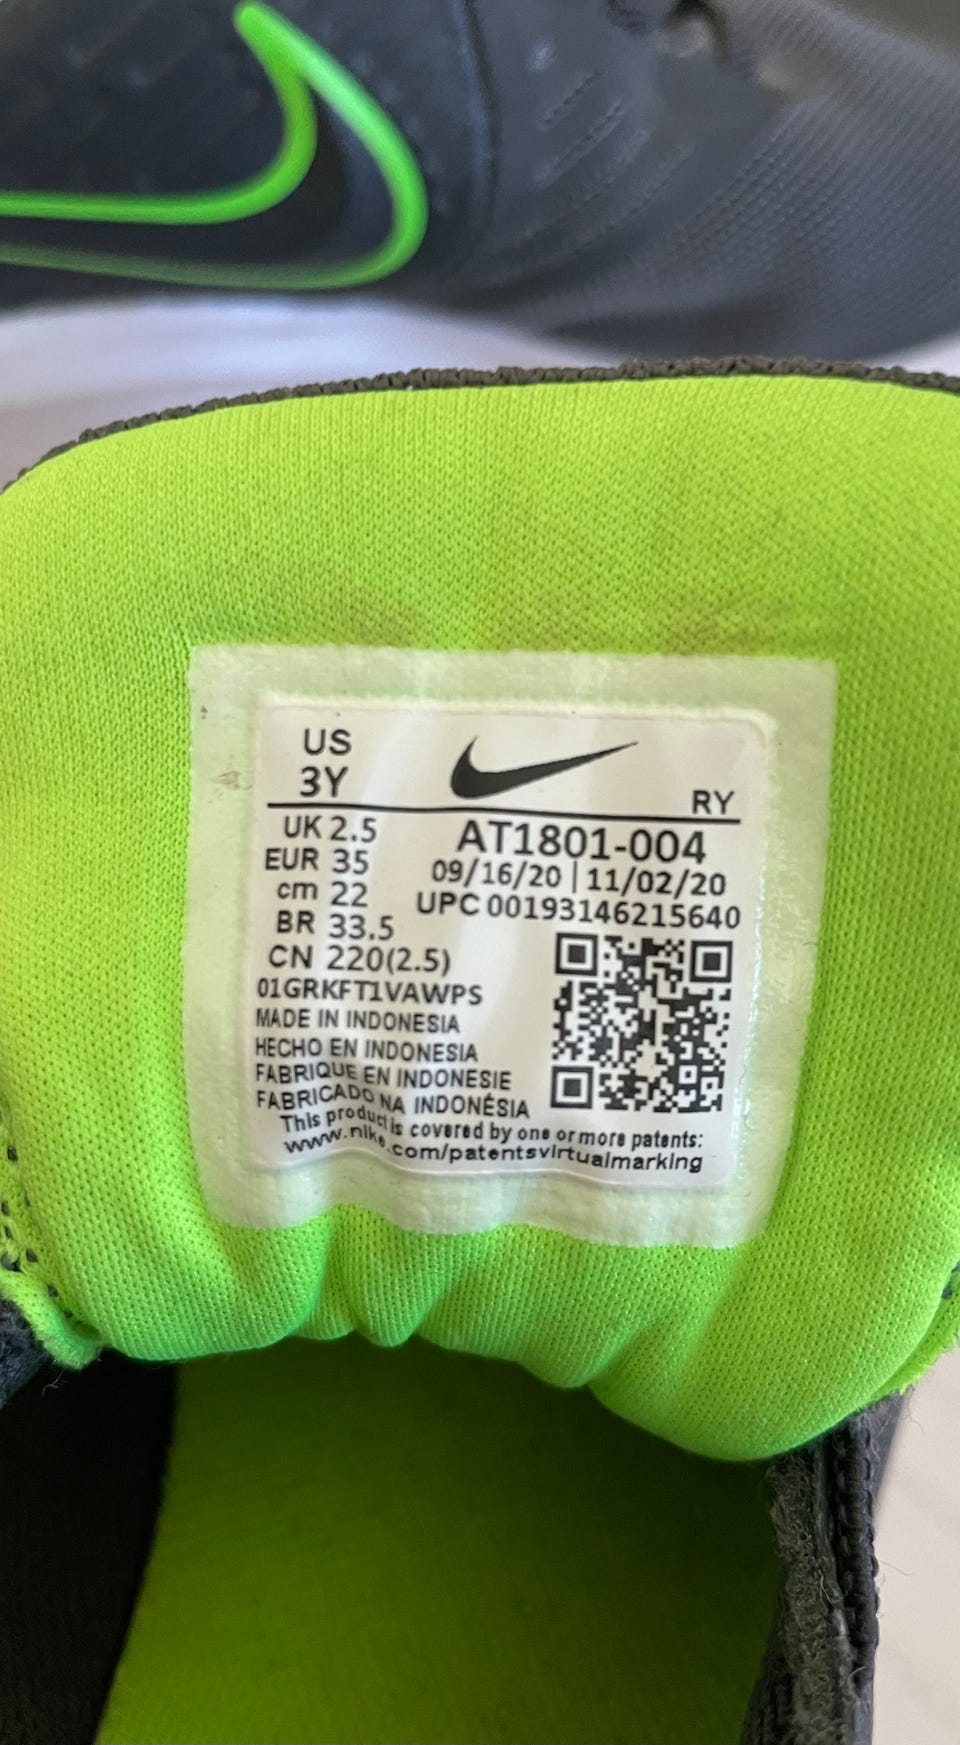 US
3Y
RY
UK 2.5
AT1801-004
EUR 35
09/16/20 | 11/02/20
cm 22
UPC 00193146215640
BR 33.5
CN 220(2.5)
01GRKFT1VAWPS
MADE IN INDONESIA
HECHO EN INDONESIA
FABRIQUE EN INDONESIE
FABRICADO NA INDONÉSIA
This product is covered by one or more patents:
www.nike.com/patentsvirtualmarking